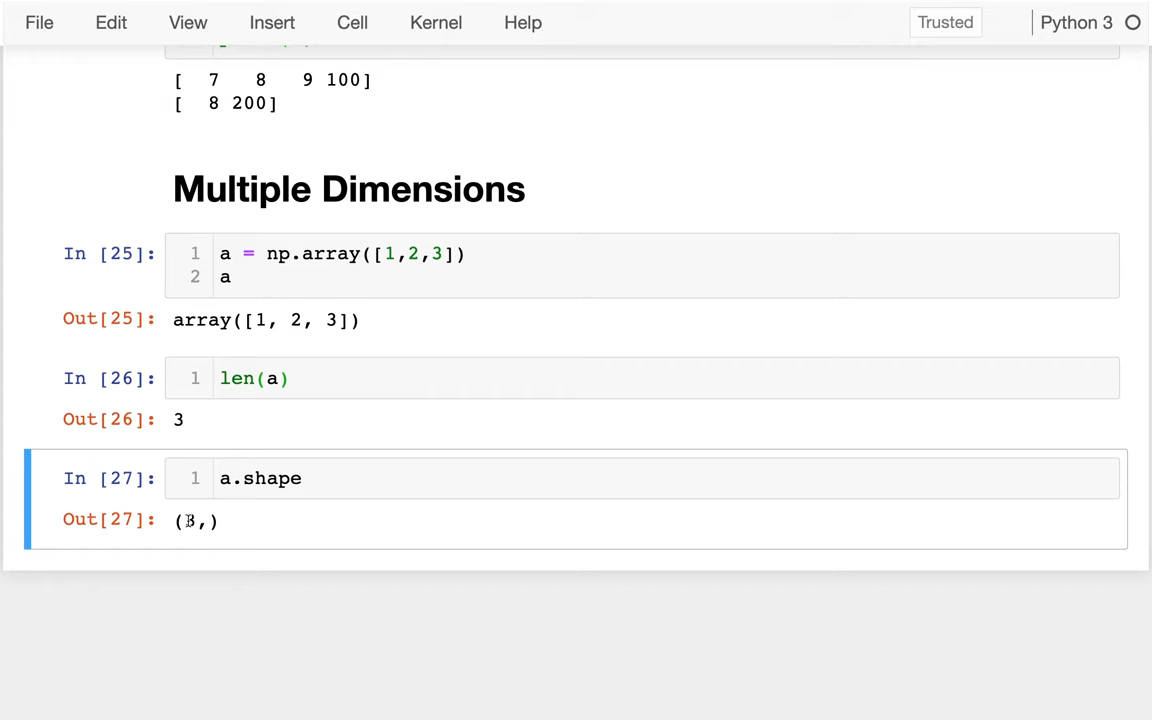 File Edit View Insert Cell Kernel Help Trusted Python 3
[  7   8   9 100]
[  8 200]
Multiple Dimensions
In [25]: 1 a = np.array([1,2,3])
2 a
Out[25]: array([1, 2, 3])
In [26]: 1 len(a)
Out[26]: 3
In [27]: 1 a.shape
Out[27]: (3,)